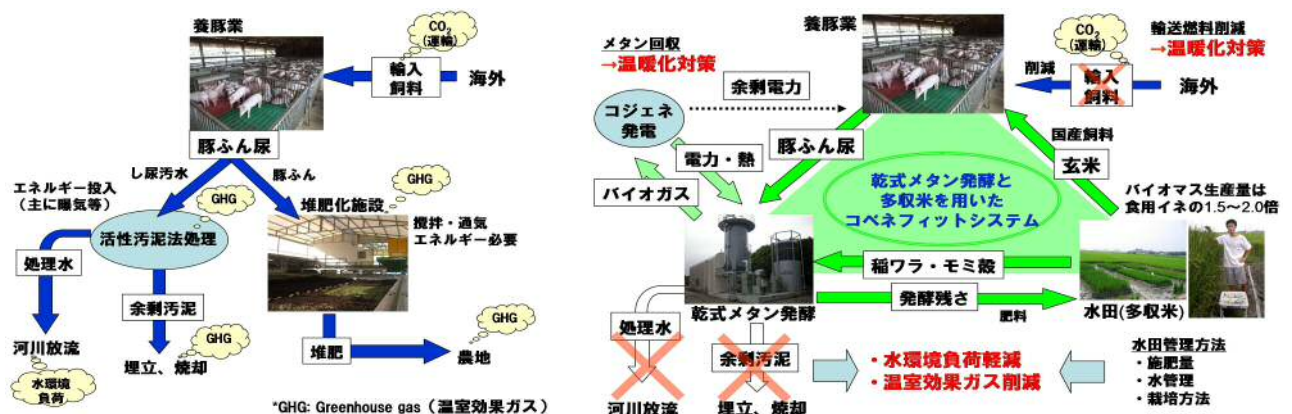 養豚業
CO2
(運輸)
輸入
飼料
海外
豚ふん尿
し尿汚水
豚ふん
エネルギー投入
(主に曝気等)
GHG
GHG
堆肥化施設
攪拌・通気
エネルギー必要
活性汚泥法処理
処理水
余剰汚泥
GHG
GHG
河川放流
埋立、焼却
堆肥
農地
水環境
負荷
*GHG: Greenhouse gas(温室効果ガス)
養豚業
CO2
(運輸)
輸送燃料削減
→温暖化対策
メタン回収
→温暖化対策
余剰電力
削減
輸入
飼料
海外
コジェネ
発電
国産飼料
玄米
豚ふん尿
電力・熱
バイオガス
乾式メタン発酵と
多収米を用いた
コベネフィットシステム
バイオマス生産量は
食用イネの1.5~2.0倍
稲ワラ・モミ殻
発酵残さ
肥料
水田(多収米)
乾式メタン発酵
処理水
余剰汚泥
河川放流
埋立、焼却
・水環境負荷軽減
・温室効果ガス削減
水田管理方法
・施肥量
・水管理
・栽培方法